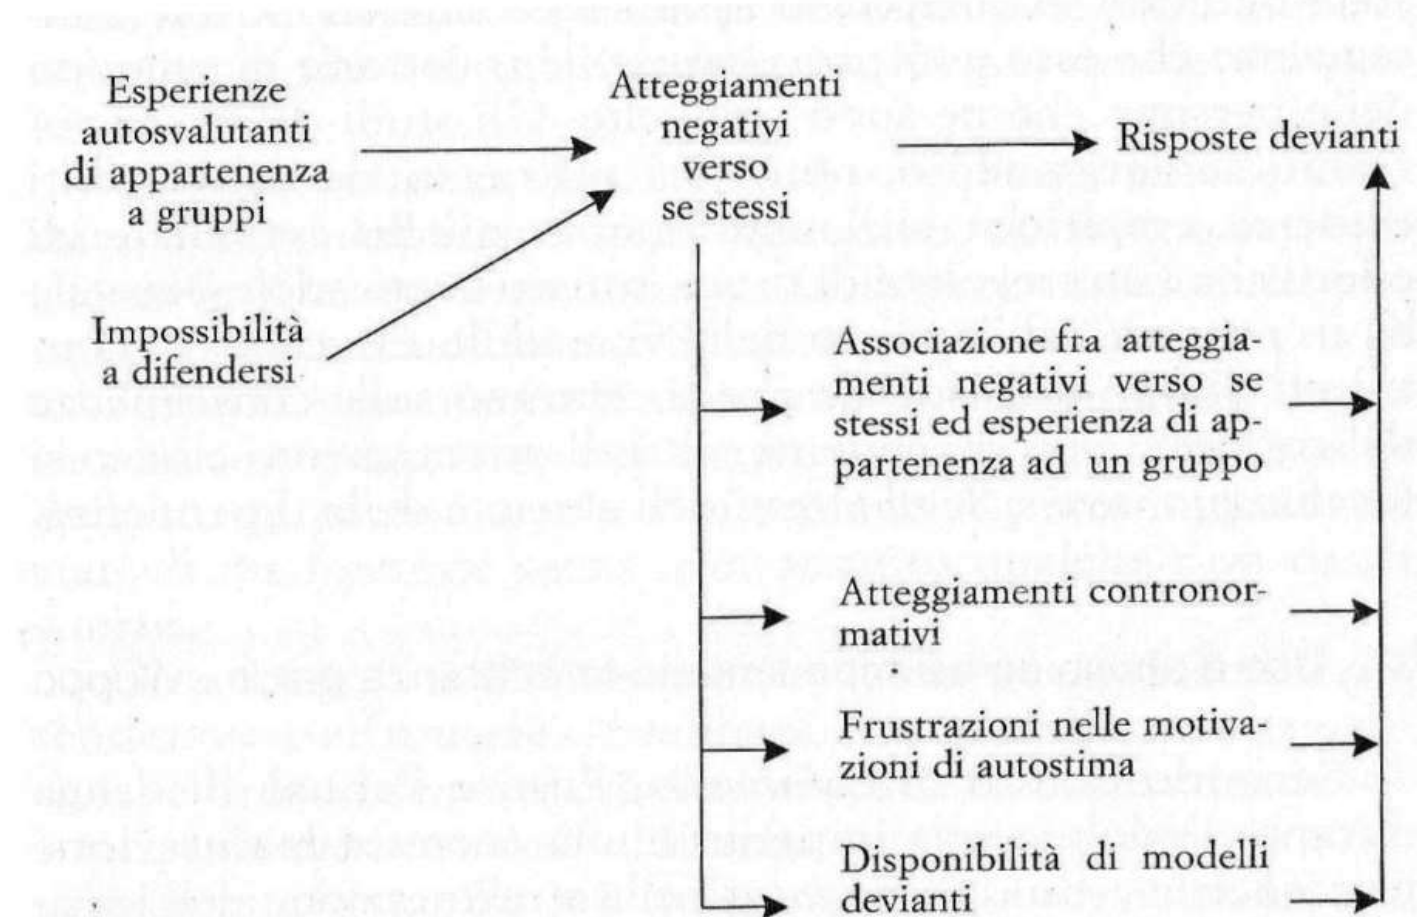 Esperienze
autosvalutanti
di appartenenza
a gruppi
Impossibilità
a difendersi
Atteggiamenti
negativi
verso
se stessi
Risposte devianti
Associazione fra atteggia-
menti negativi verso se
stessi ed esperienza di ap-
partenenza ad un gruppo
Atteggiamenti contronor-
mativi
Frustrazioni nelle motiva-
zioni di autostima
Disponibilità di modelli
devianti